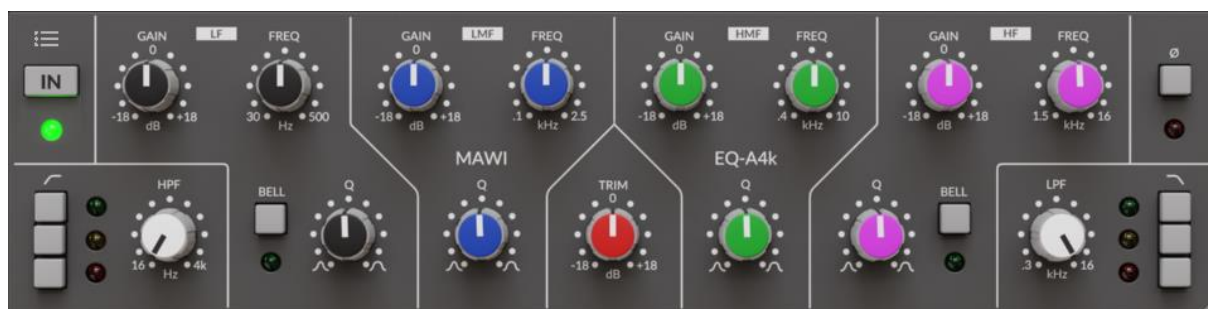 IN
GAIN LF FREQ
0
-18 +18 30 500
dB Hz
GAIN LMF FREQ
0
-18 +18 .1 2.5
dB kHz
GAIN HMF FREQ
0
-18 +18 .4 10
dB kHz
GAIN HF FREQ
0
-18 +18 1.5 16
dB kHz
Ø
MAWI EQ-A4k
HPF
16 4k
Hz
BELL Q
Q
TRIM
0
-18 +18
dB
Q
Q BELL
LPF
.3 16
kHz